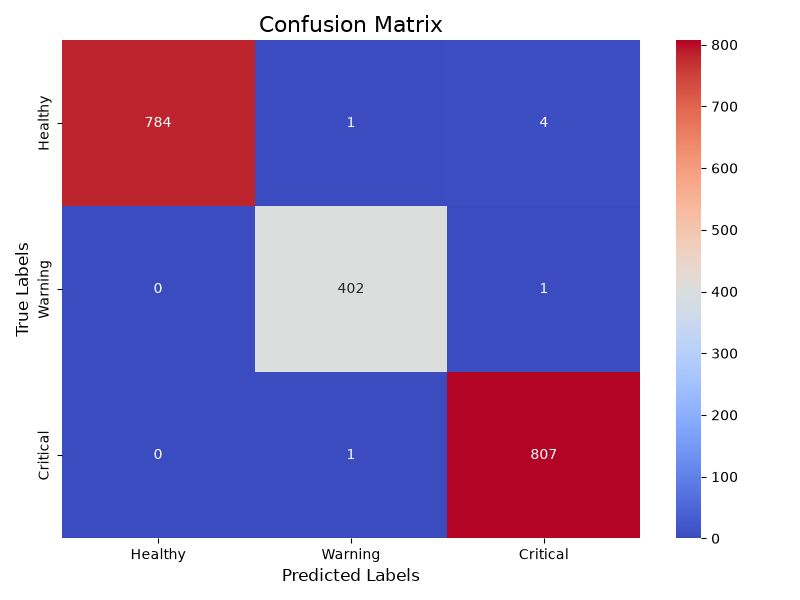 Confusion Matrix
Healthy
784
1
4
Warning
0
402
1
Critical
0
1
807
True Labels
Healthy
Warning
Critical
Predicted Labels
800
700
600
500
400
300
200
100
0